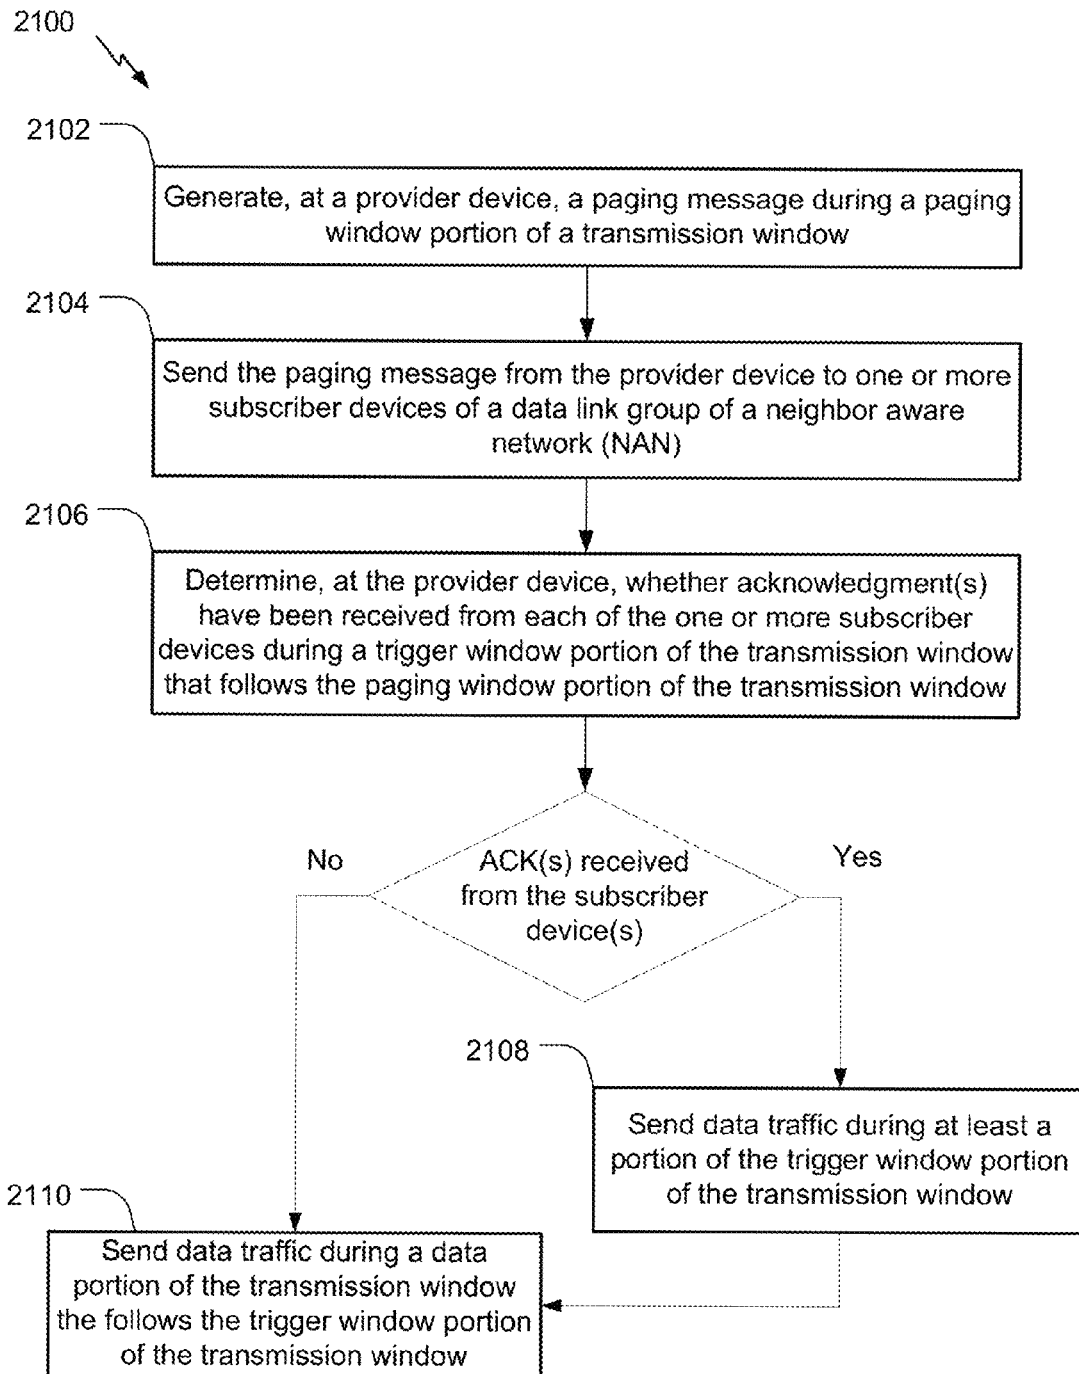 2100
2102
Generate, at a provider device, a paging message during a paging
window portion of a transmission window
2104
Send the paging message from the provider device to one or more
subscriber devices of a data link group of a neighbor aware
network (NAN)
2106
Determine, at the provider device, whether acknowledgment(s)
have been received from each of the one or more subscriber
devices during a trigger window portion of the transmission window
that follows the paging window portion of the transmission window
No
ACK(s) received
from the subscriber
device(s)
Yes
2108
Send data traffic during at least a
portion of the trigger window portion
of the transmission window
2110
Send data traffic during a data
portion of the transmission window
the follows the trigger window portion
of the transmission window